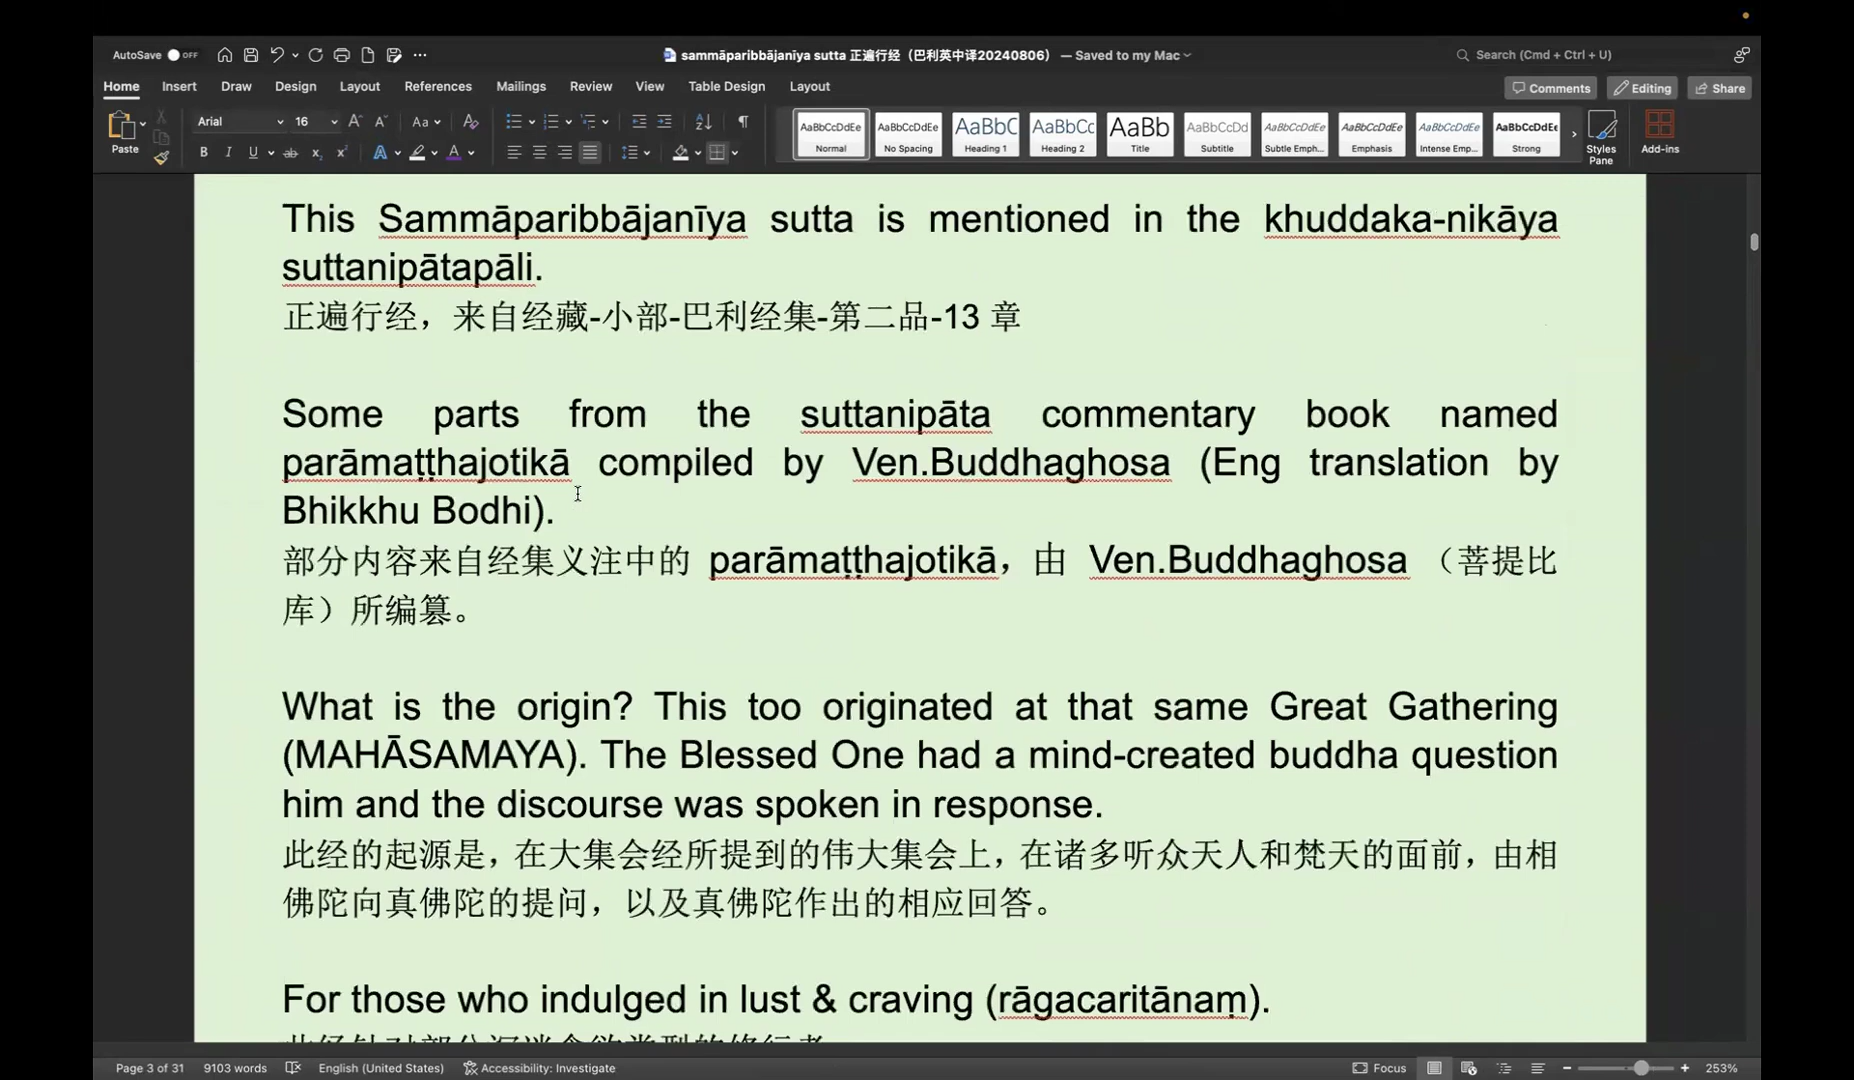 AutoSave OFF
sammāparibbājanīya sutta 正遍行经（巴利英中译20240806） — Saved to my Mac
Search (Cmd + Ctrl + U)
Home Insert Draw Design Layout References Mailings Review View Table Design Layout
Comments Editing Share
Paste
Arial 16
AaBbCcDdEe AaBbCcDdEe AaBbC AaBbCc AaBb AaBbCcDd AaBbCcDdEe AaBbCcDdEe AaBbCcDdEe AaBbCcDdEe
Normal No Spacing Heading 1 Heading 2 Title Subtitle Subtle Emph... Emphasis Intense Emp... Strong
Styles Pane
Add-ins
This Sammāparibbājanīya sutta is mentioned in the khuddaka-nikāya
suttanipātapāli.
正遍行经，来自经藏-小部-巴利经集-第二品-13 章
Some parts from the suttanipāta commentary book named
parāmaṭṭhajotikā compiled by Ven.Buddhaghosa (Eng translation by
Bhikkhu Bodhi).
部分内容来自经集义注中的 parāmaṭṭhajotikā，由 Ven.Buddhaghosa （菩提比
库）所编篡。
What is the origin? This too originated at that same Great Gathering
(MAHĀSAMAYA). The Blessed One had a mind-created buddha question
him and the discourse was spoken in response.
此经的起源是，在大集会经所提到的伟大集会上，在诸多听众天人和梵天的面前，由相
佛陀向真佛陀的提问，以及真佛陀作出的相应回答。
For those who indulged in lust & craving (rāgacaritānaṃ).
Page 3 of 31 9103 words English (United States) Accessibility: Investigate
Focus 253%